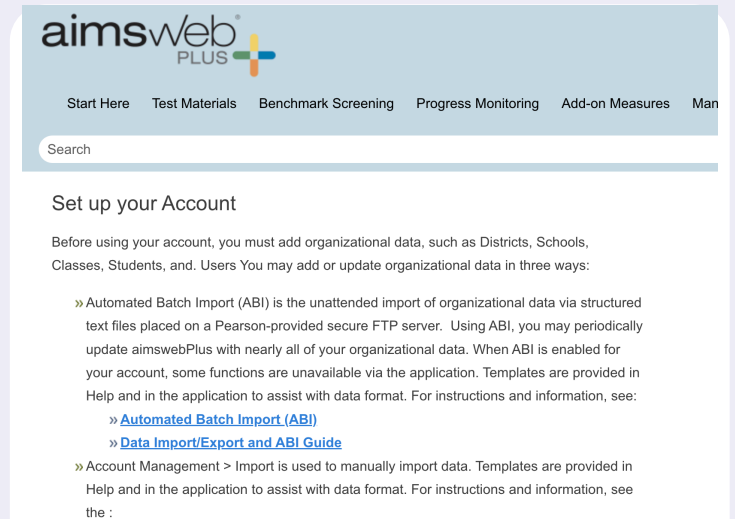 aimsweb
PLUS
Start Here Test Materials Benchmark Screening Progress Monitoring Add-on Measures Man
Search
Set up your Account
Before using your account, you must add organizational data, such as Districts, Schools,
Classes, Students, and. Users You may add or update organizational data in three ways:
» Automated Batch Import (ABI) is the unattended import of organizational data via structured
text files placed on a Pearson-provided secure FTP server.  Using ABI, you may periodically
update aimswebPlus with nearly all of your organizational data. When ABI is enabled for
your account, some functions are unavailable via the application. Templates are provided in
Help and in the application to assist with data format. For instructions and information, see:
» Automated Batch Import (ABI)
» Data Import/Export and ABI Guide
» Account Management > Import is used to manually import data. Templates are provided in
Help and in the application to assist with data format. For instructions and information, see
the :